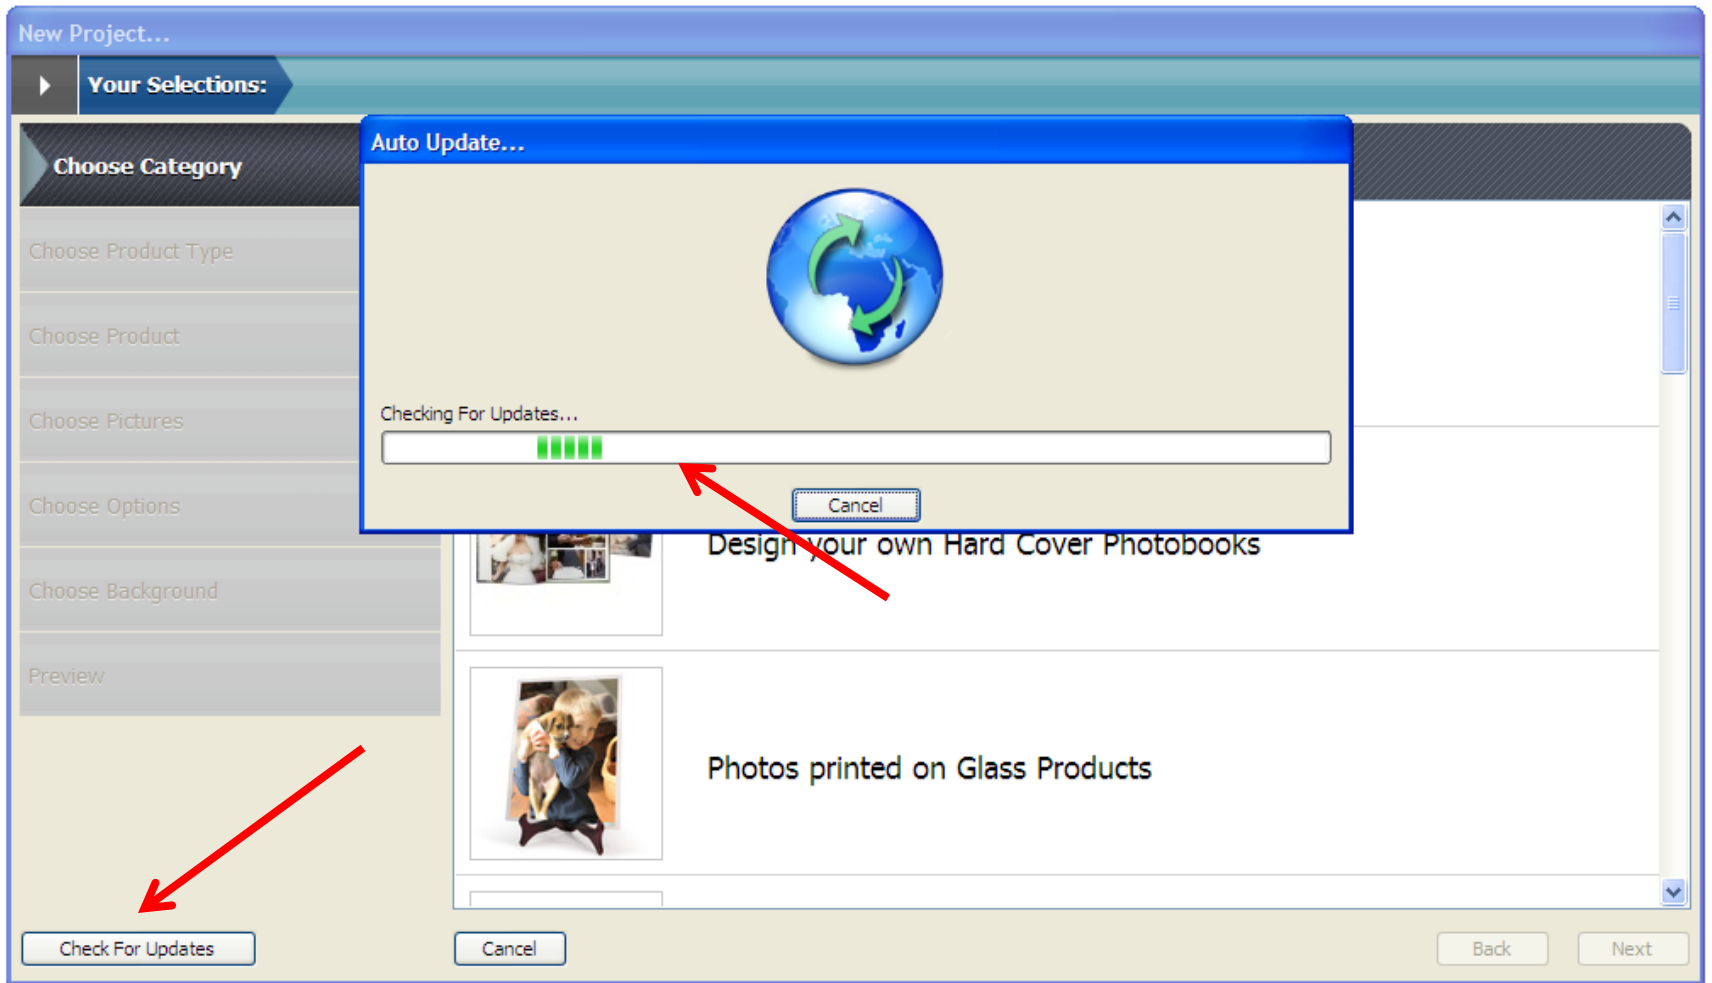 New Project...
Your Selections:
Choose Category
Choose Product Type
Choose Product
Choose Pictures
Choose Options
Choose Background
Preview
Auto Update...
Checking For Updates...
Cancel
Design your own Hard Cover Photobooks
Photos printed on Glass Products
Check For Updates
Cancel
Back
Next